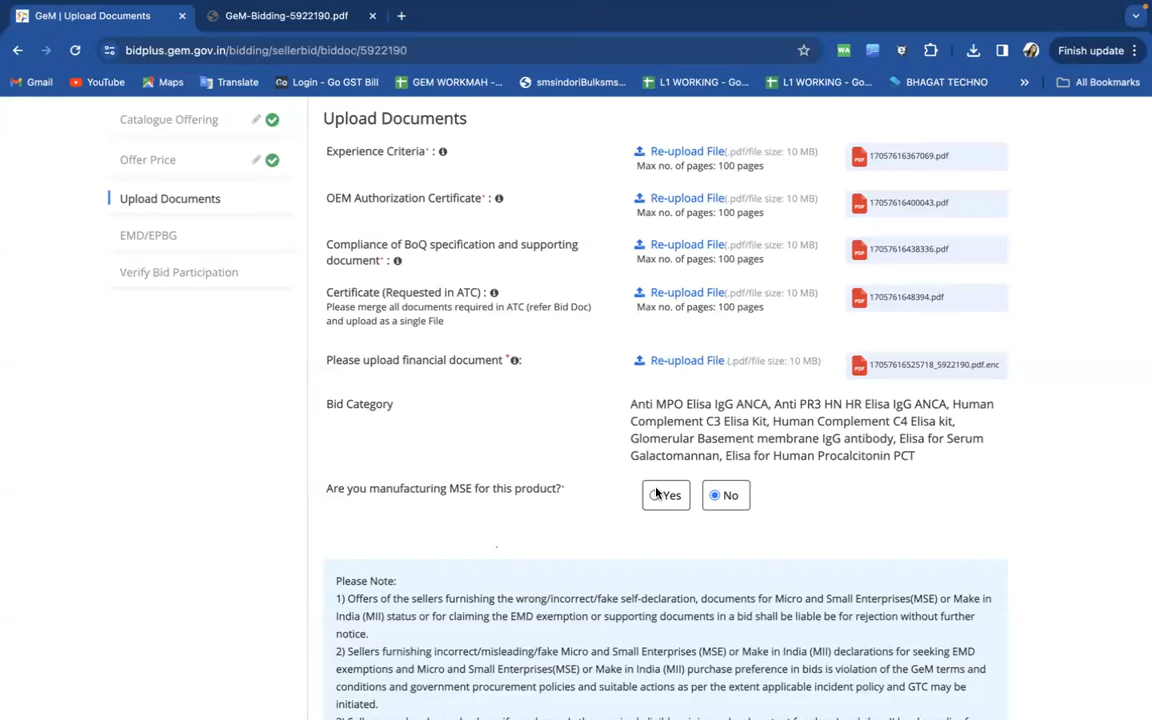 GeM | Upload Documents
GeM-Bidding-5922190.pdf
bidplus.gem.gov.in/bidding/sellerbid/biddoc/5922190
Finish update
Gmail
YouTube
Maps
Translate
Login - Go GST Bill
GEM WORKMAH -...
smsindoriBulksms...
L1 WORKING - Go...
L1 WORKING - Go...
BHAGAT TECHNO
All Bookmarks
Catalogue Offering
Offer Price
Upload Documents
EMD/EPBG
Verify Bid Participation
Upload Documents
Experience Criteria* :
Re-upload File(.pdf/file size: 10 MB)
Max no. of pages: 100 pages
17057616367069.pdf
OEM Authorization Certificate* :
Re-upload File(.pdf/file size: 10 MB)
Max no. of pages: 100 pages
17057616400043.pdf
Compliance of BoQ specification and supporting
document* :
Re-upload File(.pdf/file size: 10 MB)
Max no. of pages: 100 pages
17057616438336.pdf
Certificate (Requested in ATC) :
Please merge all documents required in ATC (refer Bid Doc)
and upload as a single File
Re-upload File(.pdf/file size: 10 MB)
Max no. of pages: 100 pages
1705761648394.pdf
Please upload financial document *:
Re-upload File (.pdf/file size: 10 MB)
17057616525718_5922190.pdf.enc
Bid Category
Anti MPO Elisa IgG ANCA, Anti PR3 HN HR Elisa IgG ANCA, Human
Complement C3 Elisa Kit, Human Complement C4 Elisa kit,
Glomerular Basement membrane IgG antibody, Elisa for Serum
Galactomannan, Elisa for Human Procalcitonin PCT
Are you manufacturing MSE for this product?*
Yes
No
Please Note:
1) Offers of the sellers furnishing the wrong/incorrect/fake self-declaration, documents for Micro and Small Enterprises(MSE) or Make in
India (MII) status or for claiming the EMD exemption or supporting documents in a bid shall be liable be for rejection without further
notice.
2) Sellers furnishing incorrect/misleading/fake Micro and Small Enterprises (MSE) or Make in India (MII) declarations for seeking EMD
exemptions and Micro and Small Enterprises(MSE) or Make in India (MII) purchase preference in bids is violation of the GeM terms and
conditions and government procurement policies and suitable actions as per the extent applicable incident policy and GTC may be
initiated.